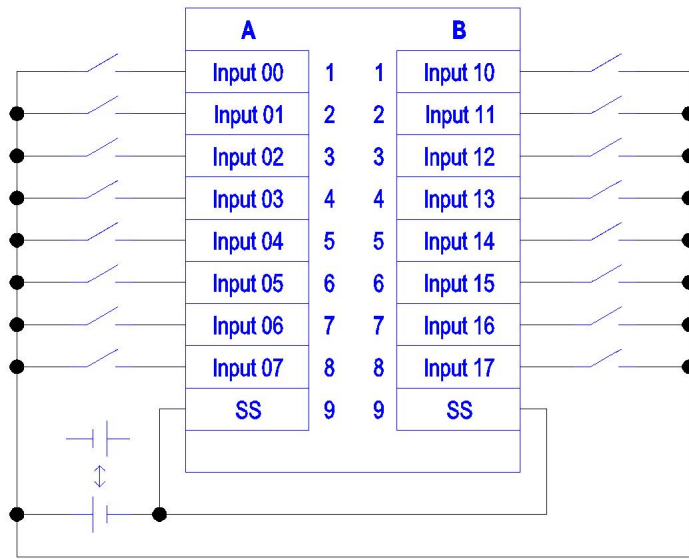 A B
Input 00 1 1 Input 10
Input 01 2 2 Input 11
Input 02 3 3 Input 12
Input 03 4 4 Input 13
Input 04 5 5 Input 14
Input 05 6 6 Input 15
Input 06 7 7 Input 16
Input 07 8 8 Input 17
SS 9 9 SS